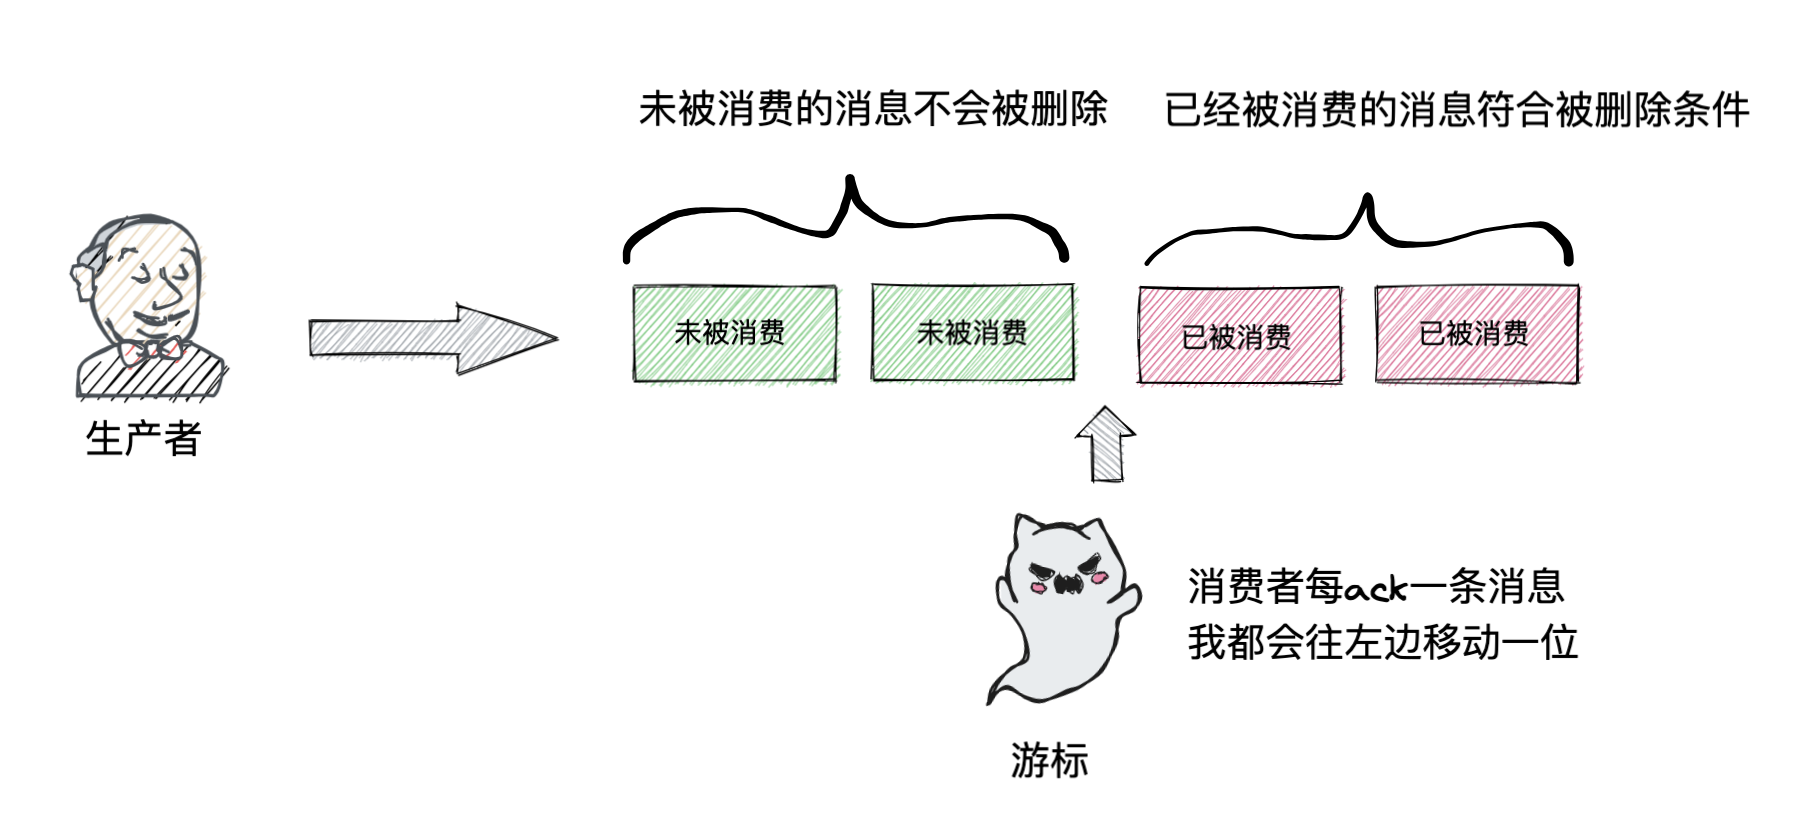 未被消费的消息不会被删除
已经被消费的消息符合被删除条件
未被消费
未被消费
已被消费
已被消费
生产者
消费者每ack一条消息
我都会往左边移动一位
游标